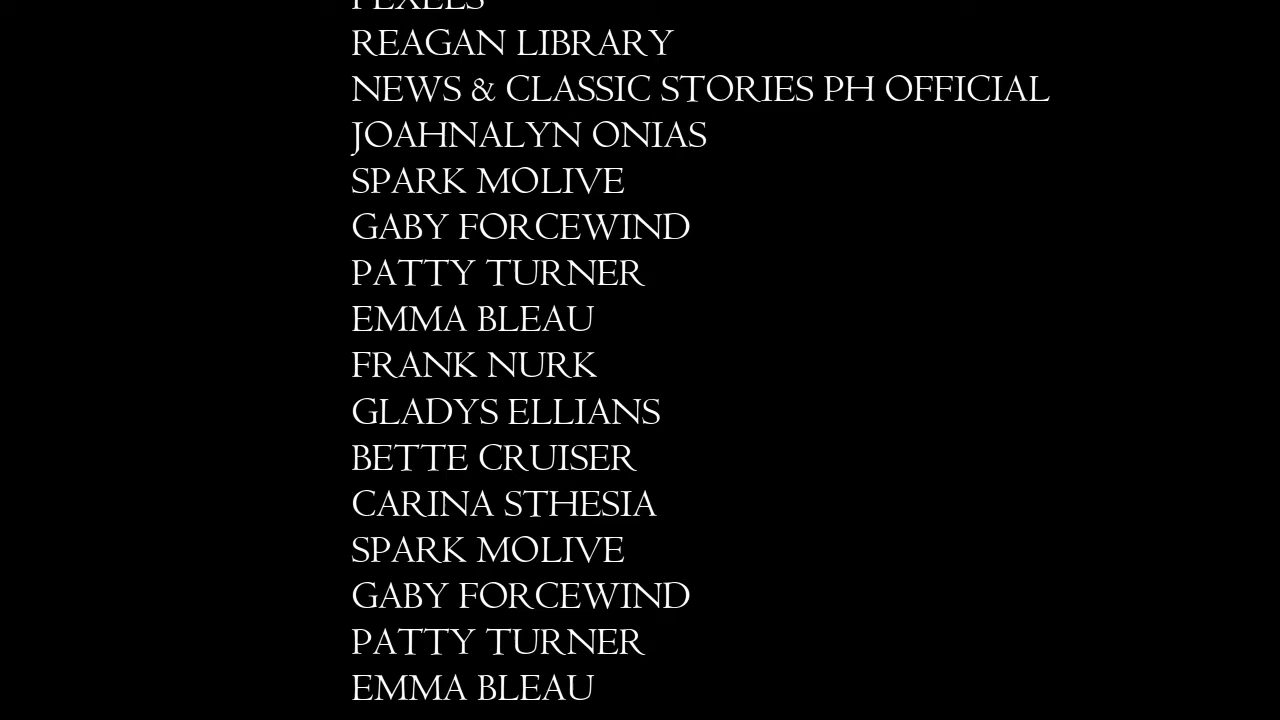 PEXELS
REAGAN LIBRARY
NEWS & CLASSIC STORIES PH OFFICIAL
JOAHNALYN ONIAS
SPARK MOLIVE
GABY FORCEWIND
PATTY TURNER
EMMA BLEAU
FRANK NURK
GLADYS ELLIANS
BETTE CRUISER
CARINA STHESIA
SPARK MOLIVE
GABY FORCEWIND
PATTY TURNER
EMMA BLEAU